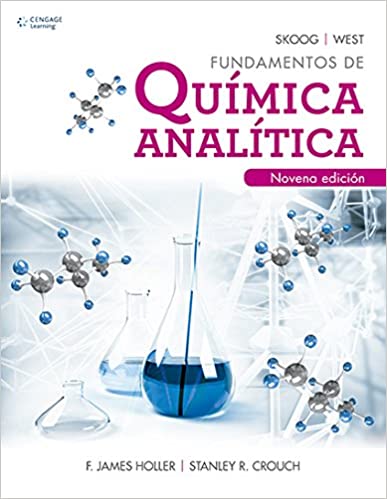 CENGAGE
Learning
SKOOG | WEST
FUNDAMENTOS DE
QUÍMICA
ANALÍTICA
Novena edición
F. JAMES HOLLER | STANLEY R. CROUCH